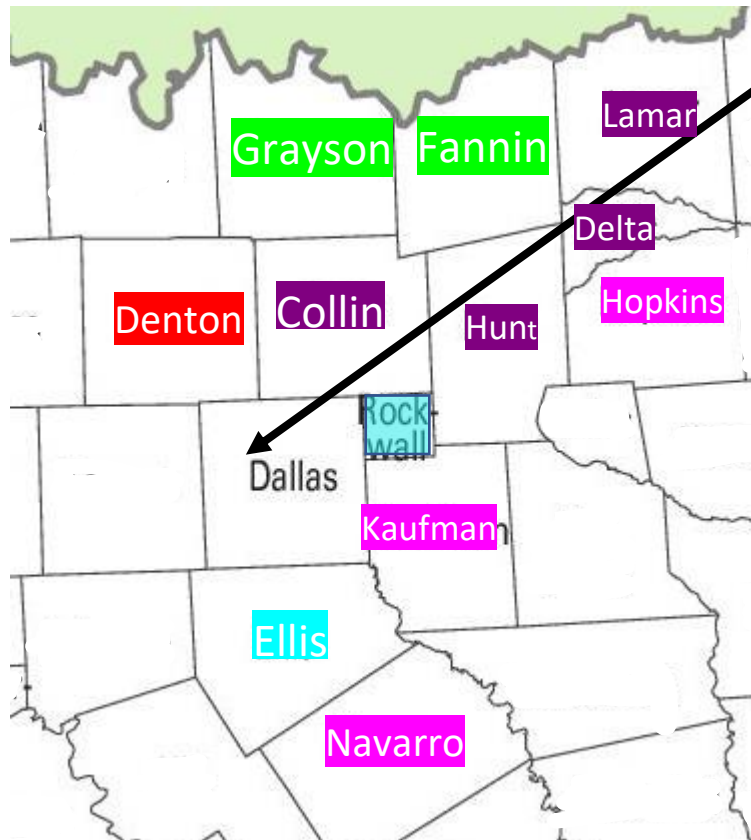 Lamar
Grayson
Fannin
Delta
Hopkins
Denton
Collin
Hunt
Rock-
wall
Dallas
Kaufman
Ellis
Navarro